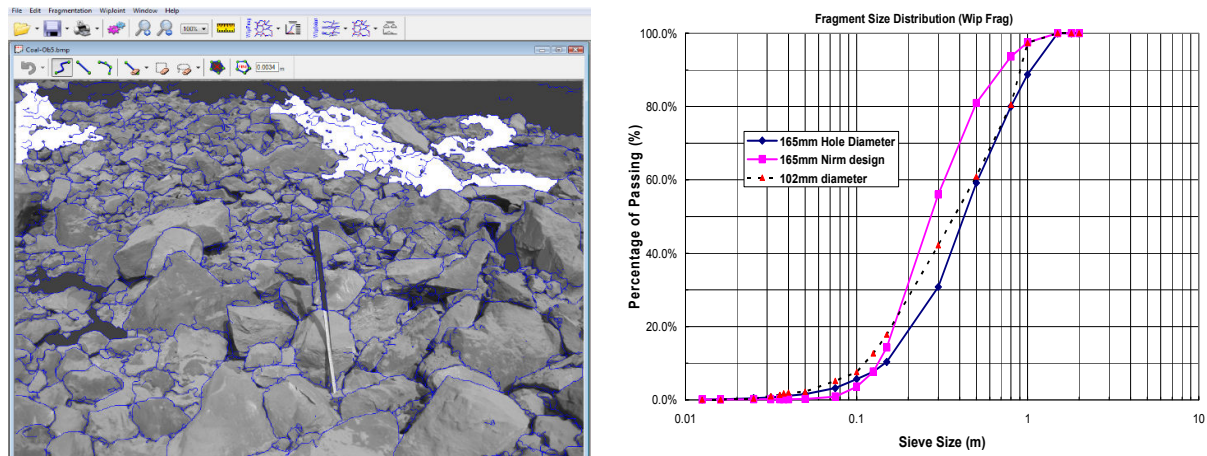 File Edit Fragmentation WipJoint Window Help
100%
Coal-Ob5.bmp
0.0034 m
Fragment Size Distribution (Wip Frag)
100.0%
80.0%
60.0%
40.0%
20.0%
0.0%
Percentage of Passing (%)
165mm Hole Diameter
165mm Nirm design
102mm diameter
0.01 0.1 1 10
Sieve Size (m)